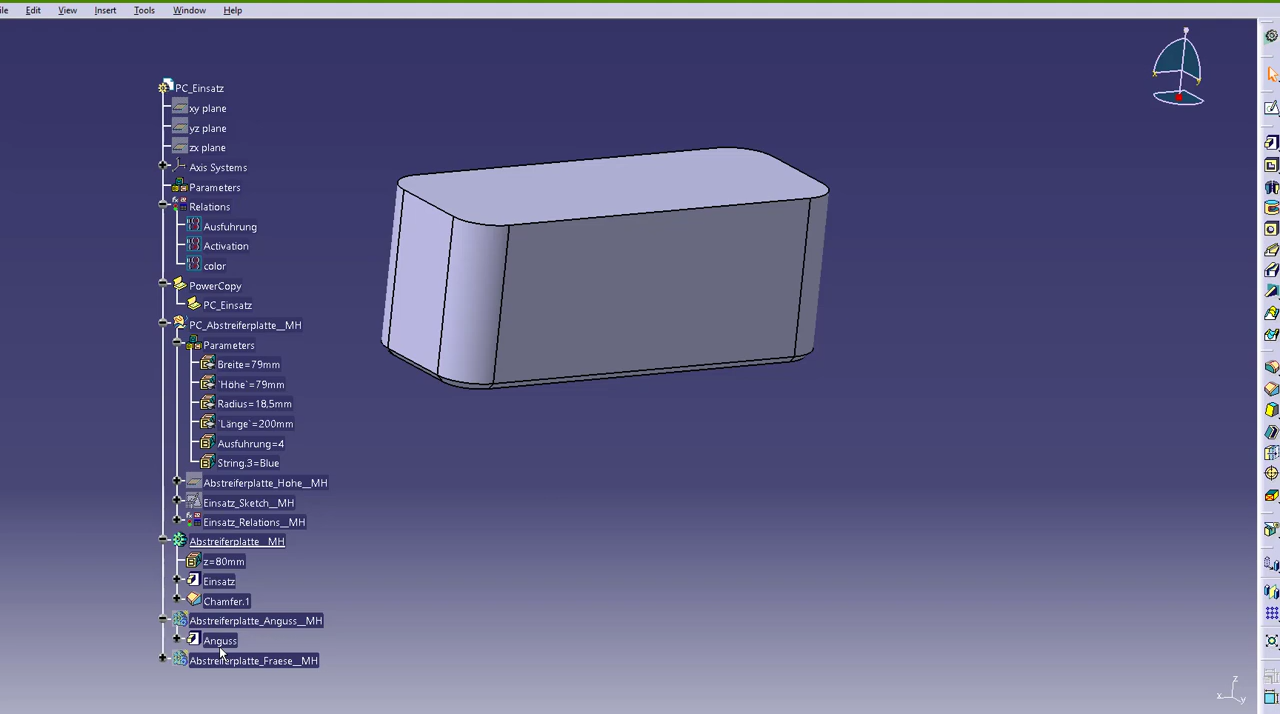 Edit View Insert Tools Window Help
PC_Einsatz
xy plane
yz plane
zx plane
Axis Systems
Parameters
Relations
Ausfuhrung
Activation
color
PowerCopy
PC_Einsatz
PC_Abstreiferplatte__MH
Parameters
Breite=79mm
`Höhe`=79mm
Radius=18,5mm
`Länge`=200mm
Ausfuhrung=4
String.3=Blue
Abstreiferplatte_Hohe__MH
Einsatz_Sketch__MH
Einsatz_Relations__MH
Abstreiferplatte__MH
z=80mm
Einsatz
Chamfer.1
Abstreiferplatte_Anguss__MH
Anguss
Abstreiferplatte_Fraese__MH
z
x y